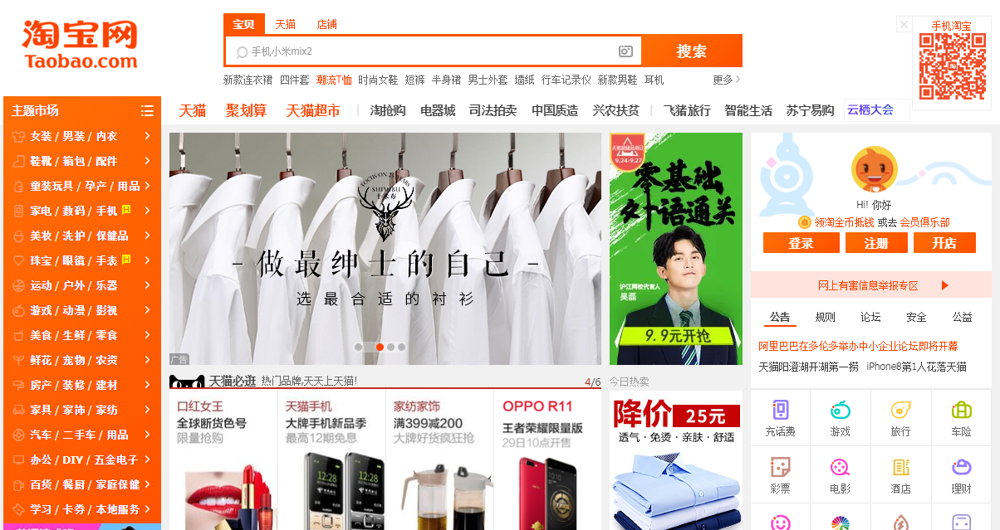 淘宝网
Taobao.com
宝贝 天猫 店铺
手机小米mix2
搜索
新款连衣裙 四件套 潮流T恤 时尚女鞋 短裤 半身裙 男士外套 墙纸 行车记录仪 新款男鞋 耳机 更多
手机淘宝
主题市场
天猫 聚划算 天猫超市 淘抢购 电器城 司法拍卖 中国质造 兴农扶贫 飞猪旅行 智能生活 苏宁易购 云栖大会
女装 / 男装 / 内衣
鞋靴 / 箱包 / 配件
童装玩具 / 孕产 / 用品
家电 / 数码 / 手机
美妆 / 洗护 / 保健品
珠宝 / 眼镜 / 手表
运动 / 户外 / 乐器
游戏 / 动漫 / 影视
美食 / 生鲜 / 零食
鲜花 / 宠物 / 农资
房产 / 装修 / 建材
家具 / 家饰 / 家纺
汽车 / 二手车 / 用品
办公 / DIY / 五金电子
百货 / 餐厨 / 家庭保健
学习 / 卡券 / 本地服务
FOCUS ON 25 YEARS
SHIMIBU
十米布
- 做最绅士的自己 -
选最合适的衬衫
广告
9.24-9.27
零基础
外语通关
沪江网校代言人
吴磊
9.9元开抢
Hi! 你好
领淘金币抵钱 或去 会员俱乐部
登录 注册 开店
网上有害信息举报专区
公告 规则 论坛 安全 公益
阿里巴巴在多伦多举办中小企业论坛即将开幕
天猫阳澄湖开湖第一捞 iPhone8第1人花落天猫
天猫必逛 热门品牌,天天上天猫! 4/6
今日热卖
口红女王
全球断货色号
限量抢购
天猫手机
大牌手机新品季
最高12期免息
12:28
12:28
家纺家饰
满399减200
大牌好货疯狂抢
OPPO R11
王者荣耀限量版
29日10点开售
降价 25元
透气 · 免烫 · 亲肤 · 舒适
充话费 游戏 旅行 车险
彩票 电影 酒店 理财